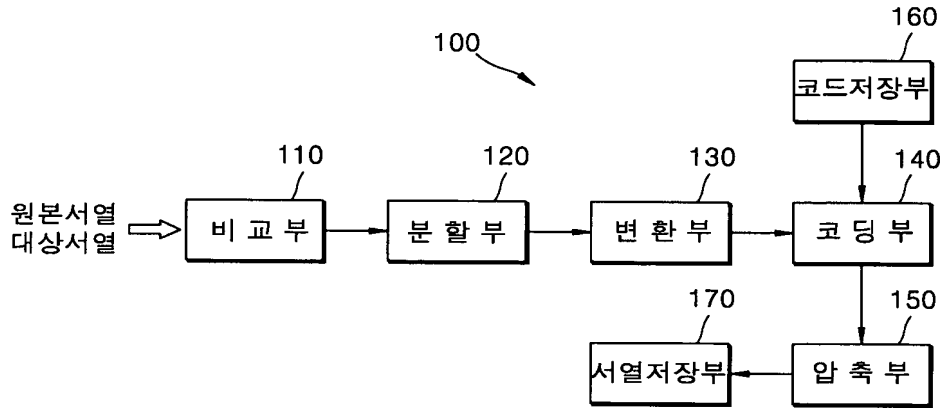 100
160
코드저장부
110
120
130
140
원본서열
대상서열
비교부
분할부
변환부
코딩부
170
150
서열저장부
압축부